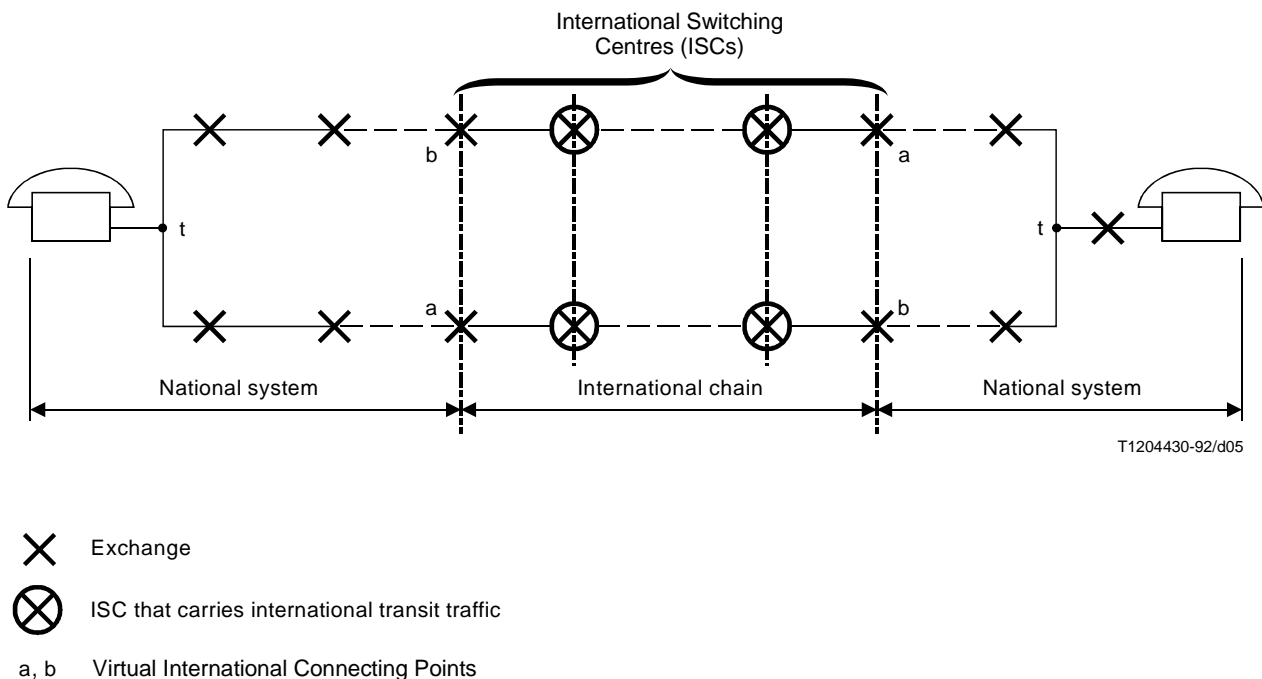 International Switching
Centres (ISCs)
b
a
t
t
a
b
National system
International chain
National system
T1204430-92/d05
Exchange
ISC that carries international transit traffic
a, b Virtual International Connecting Points